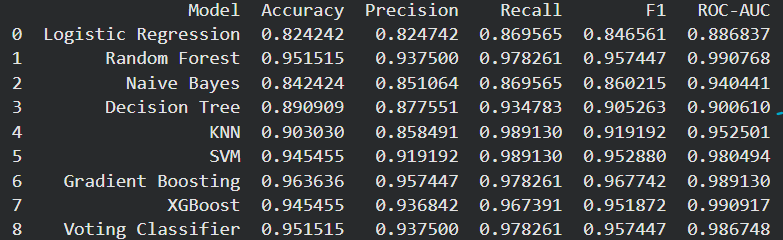 Model Accuracy Precision Recall F1 ROC-AUC
0 Logistic Regression 0.824242 0.824742 0.869565 0.846561 0.886837
1 Random Forest 0.951515 0.937500 0.978261 0.957447 0.990768
2 Naive Bayes 0.842424 0.851064 0.869565 0.860215 0.940441
3 Decision Tree 0.890909 0.877551 0.934783 0.905263 0.900610
4 KNN 0.903030 0.858491 0.989130 0.919192 0.952501
5 SVM 0.945455 0.919192 0.989130 0.952880 0.980494
6 Gradient Boosting 0.963636 0.957447 0.978261 0.967742 0.989130
7 XGBoost 0.945455 0.936842 0.967391 0.951872 0.990917
8 Voting Classifier 0.951515 0.937500 0.978261 0.957447 0.986748